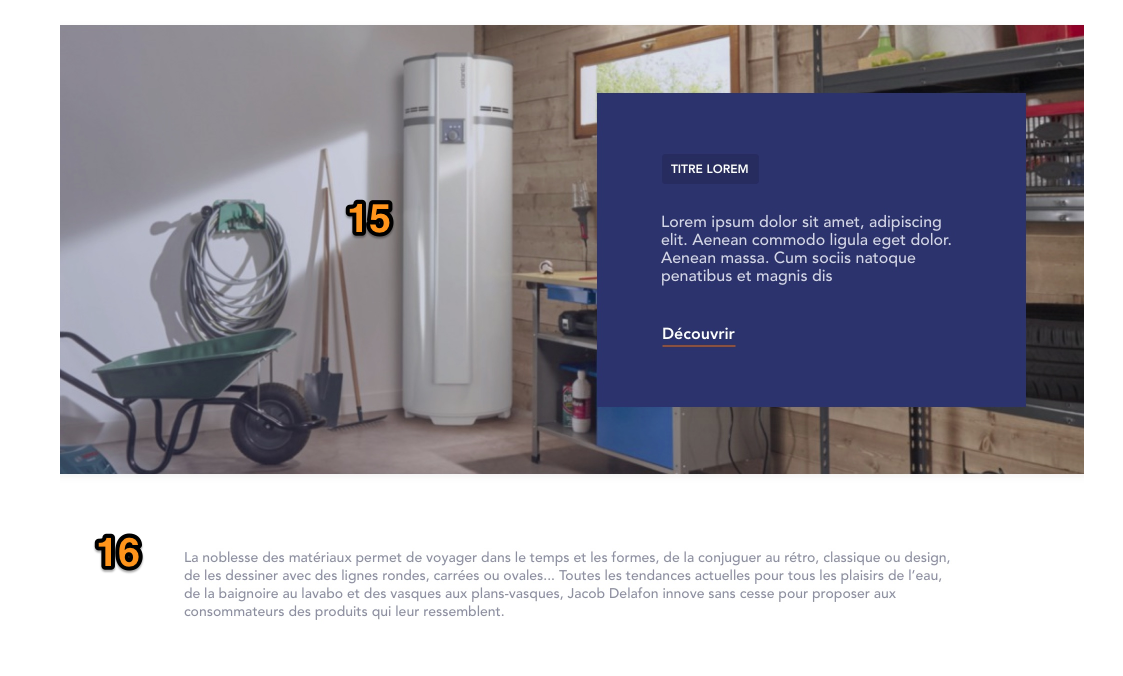 atlantic
15
TITRE LOREM
Lorem ipsum dolor sit amet, adipiscing
elit. Aenean commodo ligula eget dolor.
Aenean massa. Cum sociis natoque
penatibus et magnis dis
Découvrir
16
La noblesse des matériaux permet de voyager dans le temps et les formes, de la conjuguer au rétro, classique ou design,
de les dessiner avec des lignes rondes, carrées ou ovales... Toutes les tendances actuelles pour tous les plaisirs de l’eau,
de la baignoire au lavabo et des vasques aux plans-vasques, Jacob Delafon innove sans cesse pour proposer aux
consommateurs des produits qui leur ressemblent.